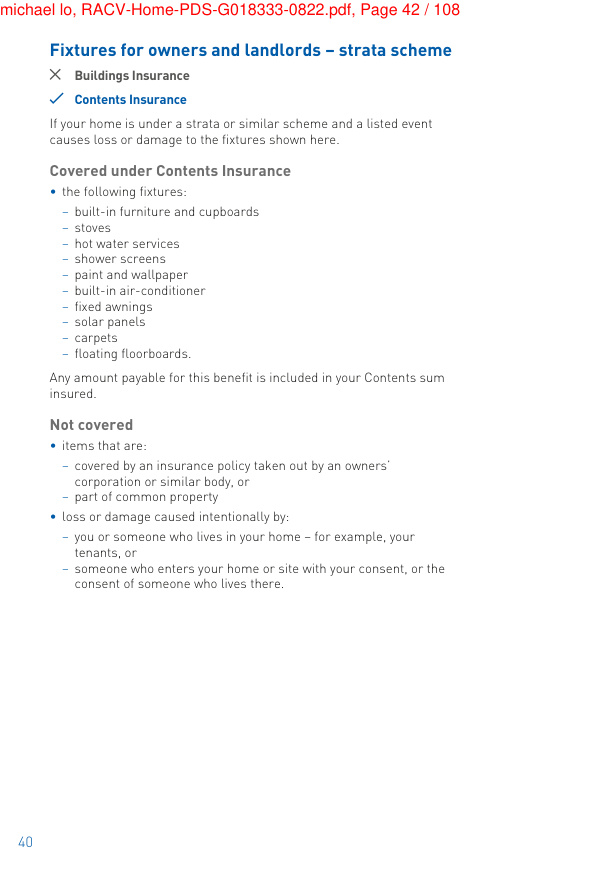 michael lo, RACV-Home-PDS-G018333-0822.pdf, Page 42 / 108
Fixtures for owners and landlords – strata scheme
Buildings Insurance
Contents Insurance
If your home is under a strata or similar scheme and a listed event
causes loss or damage to the fixtures shown here.
Covered under Contents Insurance
• the following fixtures:
– built-in furniture and cupboards
– stoves
– hot water services
– shower screens
– paint and wallpaper
– built-in air-conditioner
– fixed awnings
– solar panels
– carpets
– floating floorboards.
Any amount payable for this benefit is included in your Contents sum
insured.
Not covered
• items that are:
– covered by an insurance policy taken out by an owners'
corporation or similar body, or
– part of common property
• loss or damage caused intentionally by:
– you or someone who lives in your home – for example, your
tenants, or
– someone who enters your home or site with your consent, or the
consent of someone who lives there.
40